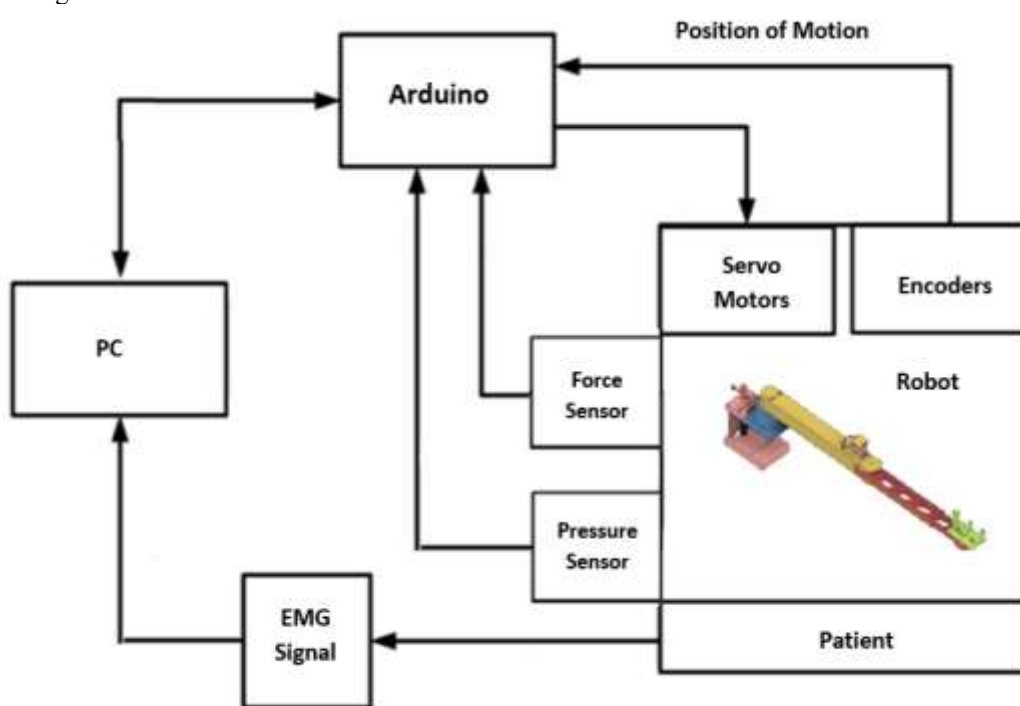 Position of Motion
Arduino
Servo
Motors
Encoders
PC
Force
Sensor
Robot
Pressure
Sensor
EMG
Signal
Patient